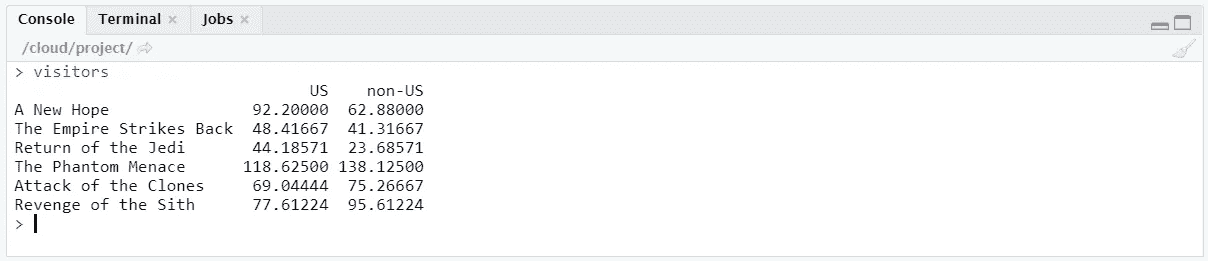 Console Terminal × Jobs ×
/cloud/project/
> visitors
US non-US
A New Hope 92.20000 62.88000
The Empire Strikes Back 48.41667 41.31667
Return of the Jedi 44.18571 23.68571
The Phantom Menace 118.62500 138.12500
Attack of the Clones 69.04444 75.26667
Revenge of the Sith 77.61224 95.61224
>